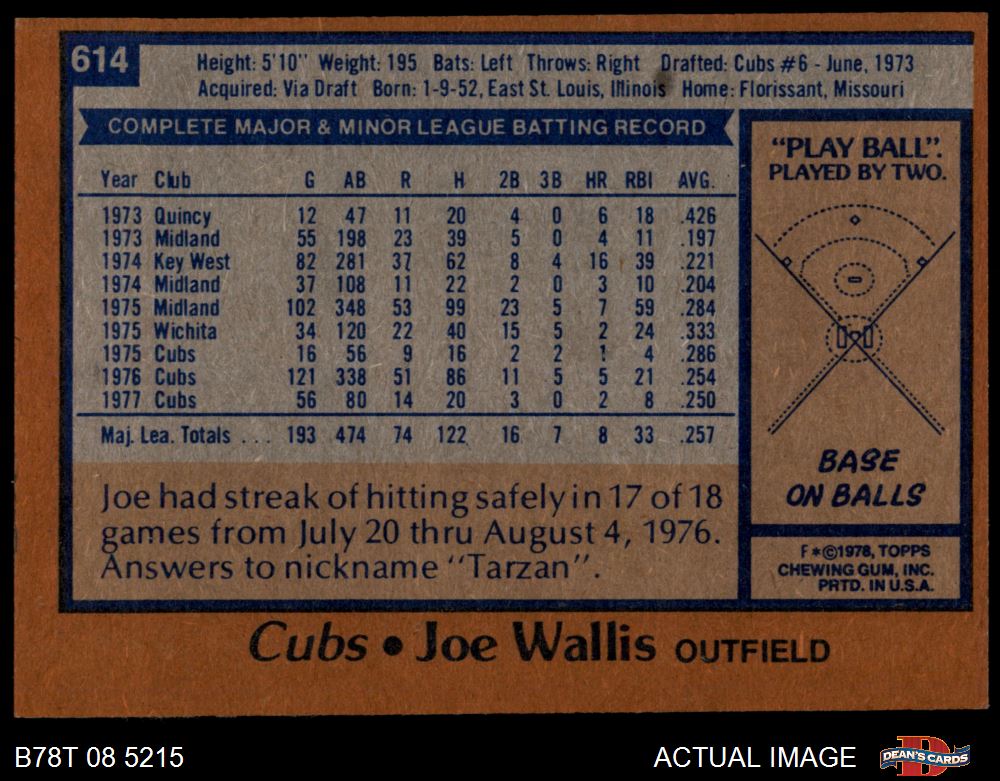 614
Height: 5'10" Weight: 195 Bats: Left Throws: Right Drafted: Cubs #6 - June, 1973
Acquired: Via Draft Born: 1-9-52, East St. Louis, Illinois Home: Florissant, Missouri
COMPLETE MAJOR & MINOR LEAGUE BATTING RECORD
Year Club G AB R H 2B 3B HR RBI AVG.
1973 Quincy 12 47 11 20 4 0 6 18 .426
1973 Midland 55 198 23 39 5 0 4 11 .197
1974 Key West 82 281 37 62 8 4 16 39 .221
1974 Midland 37 108 11 22 2 0 3 10 .204
1975 Midland 102 348 53 99 23 5 7 59 .284
1975 Wichita 34 120 22 40 15 5 2 24 .333
1975 Cubs 16 56 9 16 2 2 1 4 .286
1976 Cubs 121 338 51 86 11 5 5 21 .254
1977 Cubs 56 80 14 20 3 0 2 8 .250
Maj. Lea. Totals . . . 193 474 74 122 16 7 8 33 .257
Joe had streak of hitting safely in 17 of 18
games from July 20 thru August 4, 1976.
Answers to nickname "Tarzan".
"PLAY BALL".
PLAYED BY TWO.
BASE
ON BALLS
F*©1978, TOPPS
CHEWING GUM, INC.
PRTD. IN U.S.A.
Cubs • Joe Wallis OUTFIELD
B78T 08 5215
ACTUAL IMAGE
DEAN'S CARDS